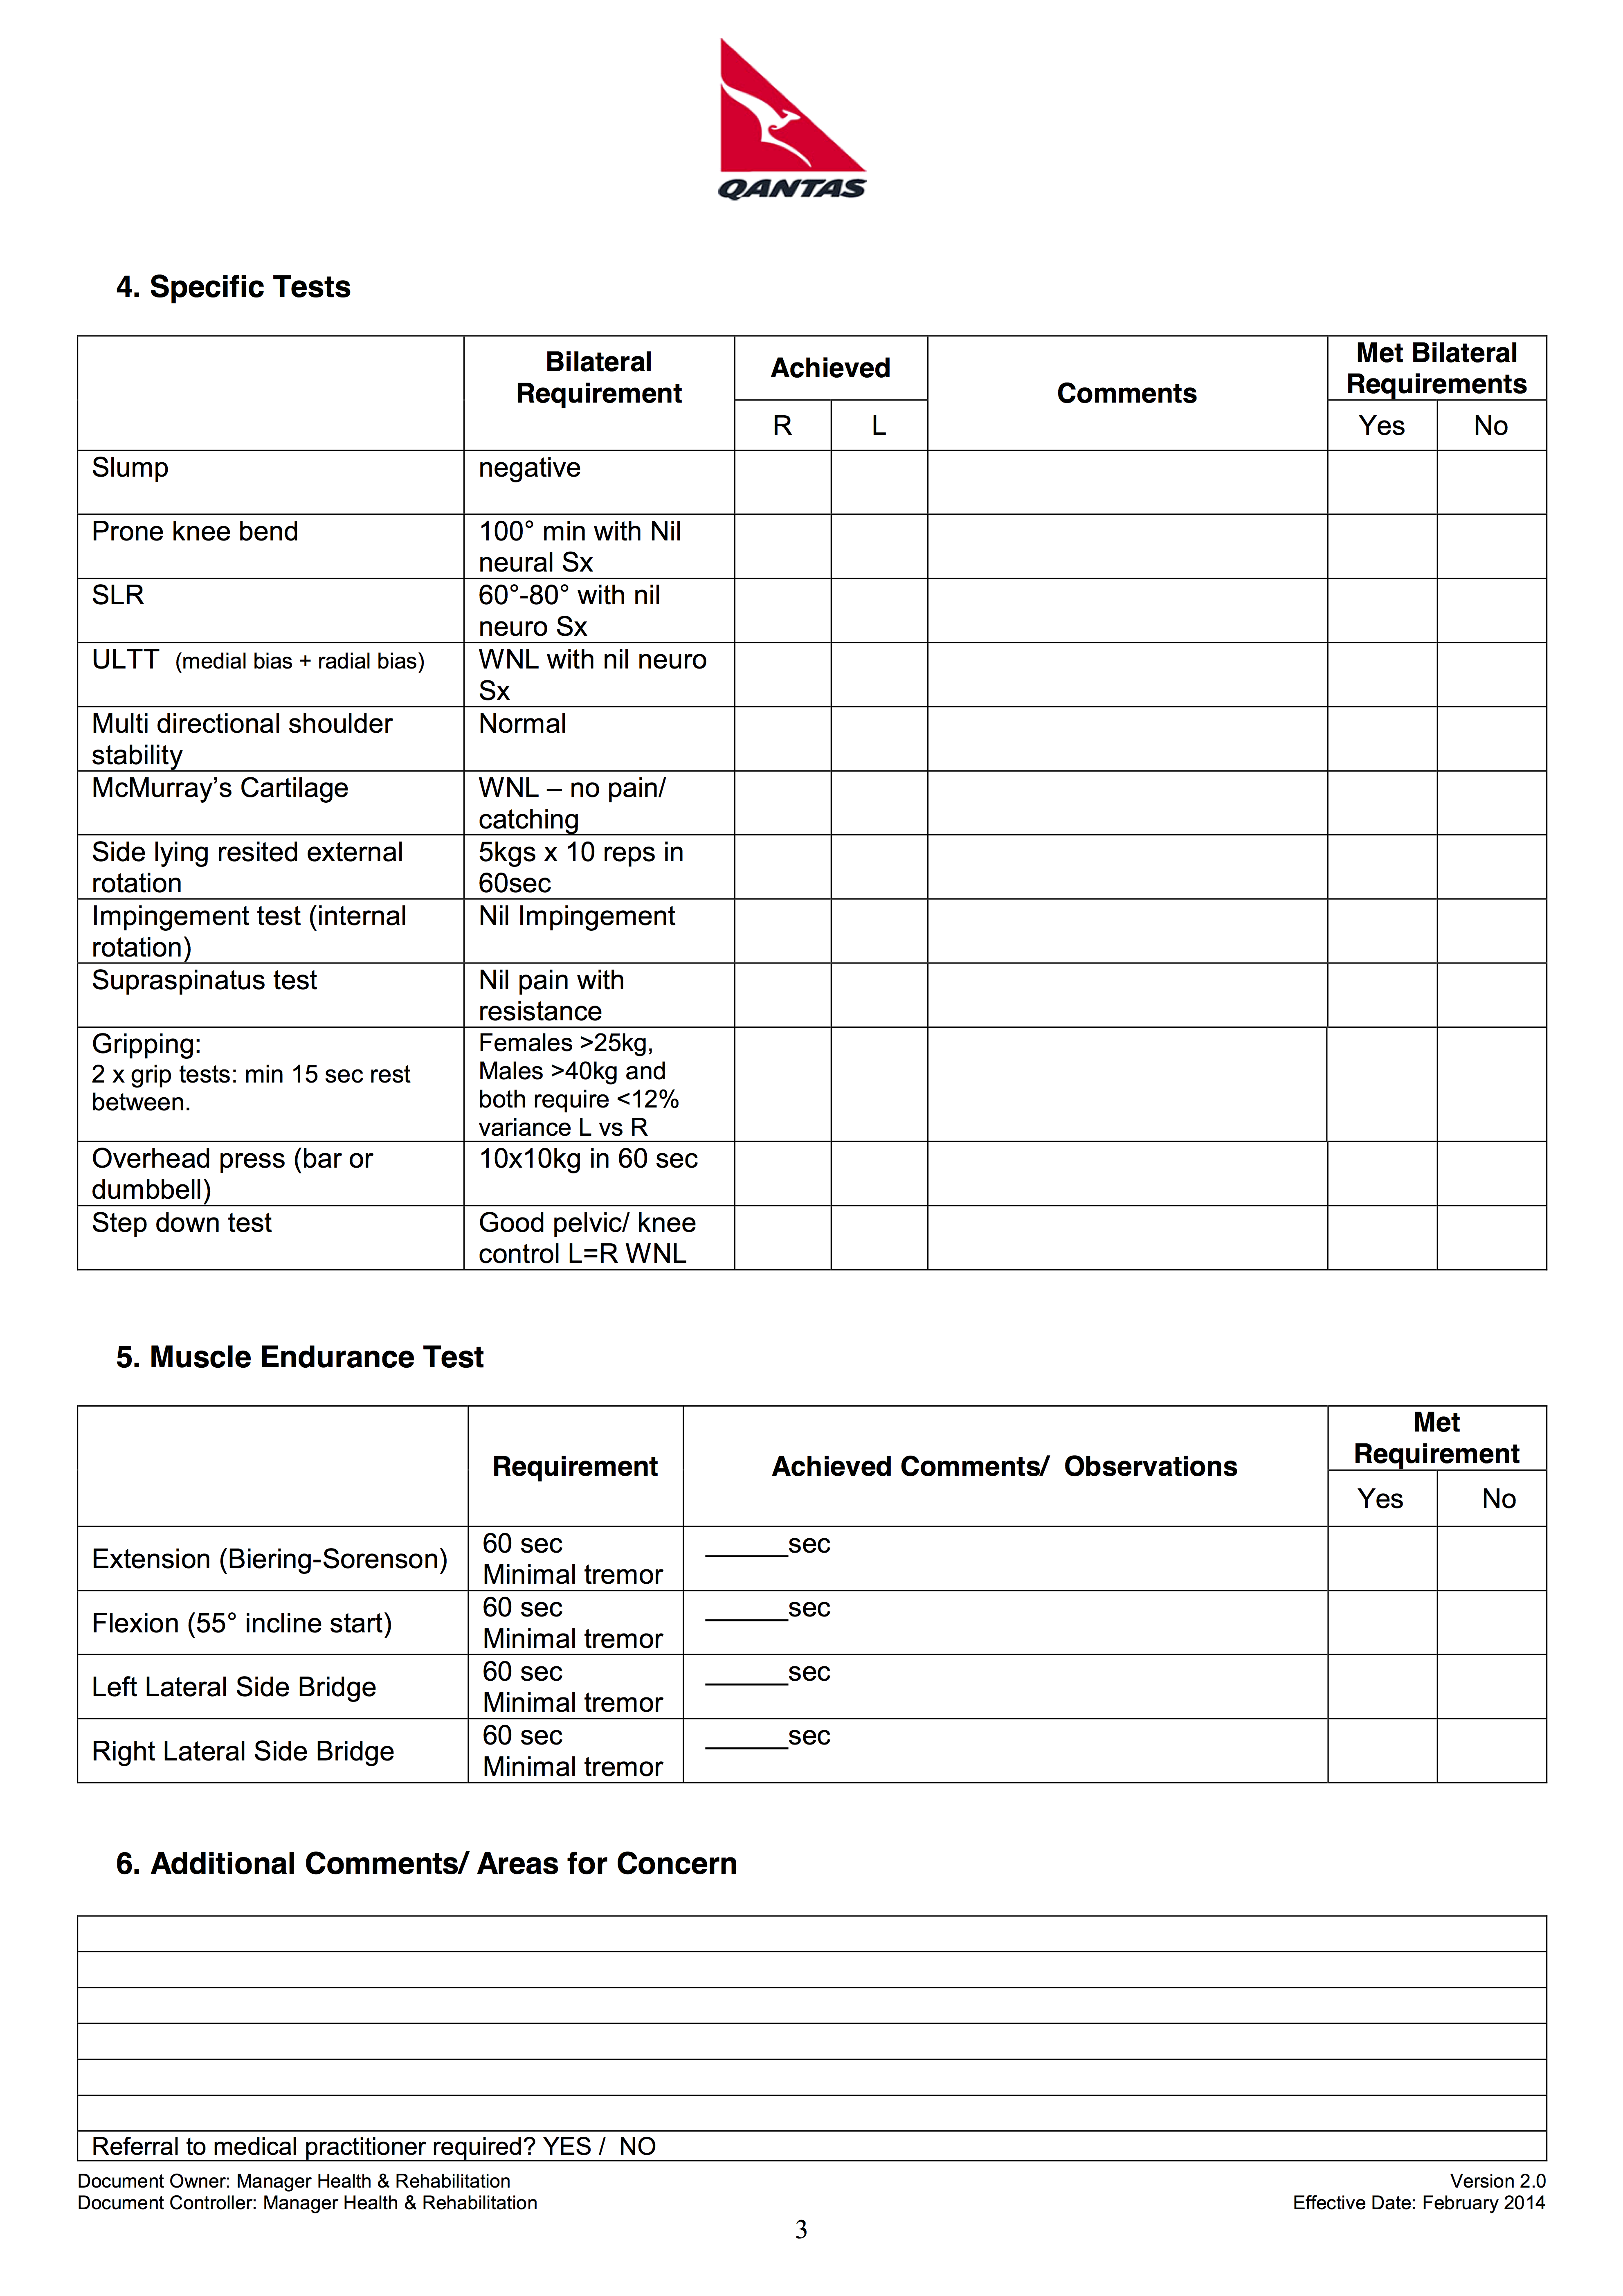 QANTAS
4. Specific Tests
Bilateral
Requirement
Achieved
Comments
Met Bilateral
Requirements
R
L
Yes
No
Slump
negative
Prone knee bend
100° min with Nil
neural Sx
SLR
60°-80° with nil
neuro Sx
ULTT (medial bias + radial bias)
WNL with nil neuro
Sx
Multi directional shoulder
stability
Normal
McMurray’s Cartilage
WNL – no pain/
catching
Side lying resited external
rotation
5kgs x 10 reps in
60sec
Impingement test (internal
rotation)
Nil Impingement
Supraspinatus test
Nil pain with
resistance
Gripping:
2 x grip tests: min 15 sec rest
between.
Females >25kg,
Males >40kg and
both require <12%
variance L vs R
Overhead press (bar or
dumbbell)
10x10kg in 60 sec
Step down test
Good pelvic/ knee
control L=R WNL
5. Muscle Endurance Test
Requirement
Achieved Comments/ Observations
Met
Requirement
Yes
No
Extension (Biering-Sorenson)
60 sec
Minimal tremor
______sec
Flexion (55° incline start)
60 sec
Minimal tremor
______sec
Left Lateral Side Bridge
60 sec
Minimal tremor
______sec
Right Lateral Side Bridge
60 sec
Minimal tremor
______sec
6. Additional Comments/ Areas for Concern
Referral to medical practitioner required? YES / NO
Document Owner: Manager Health & Rehabilitation
Version 2.0
Document Controller: Manager Health & Rehabilitation
Effective Date: February 2014
3